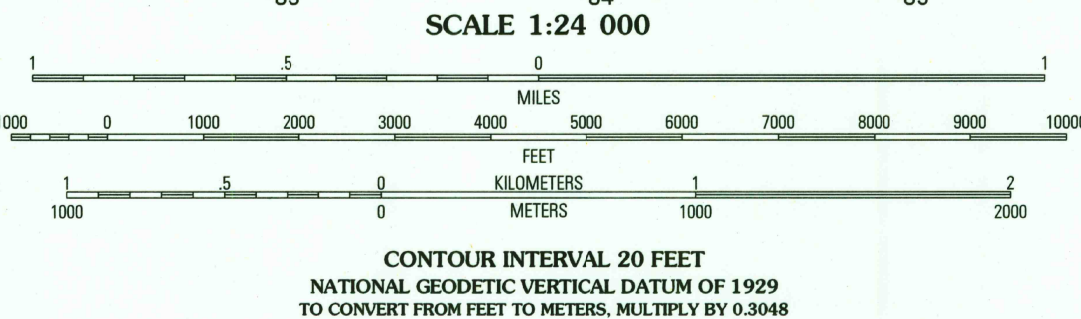 SCALE 1:24 000
1 .5 0 1
MILES
1000 0 1000 2000 3000 4000 5000 6000 7000 8000 9000 10000
FEET
1 .5 0 KILOMETERS 1 2
1000 0 METERS 1000 2000
CONTOUR INTERVAL 20 FEET
NATIONAL GEODETIC VERTICAL DATUM OF 1929
TO CONVERT FROM FEET TO METERS, MULTIPLY BY 0.3048